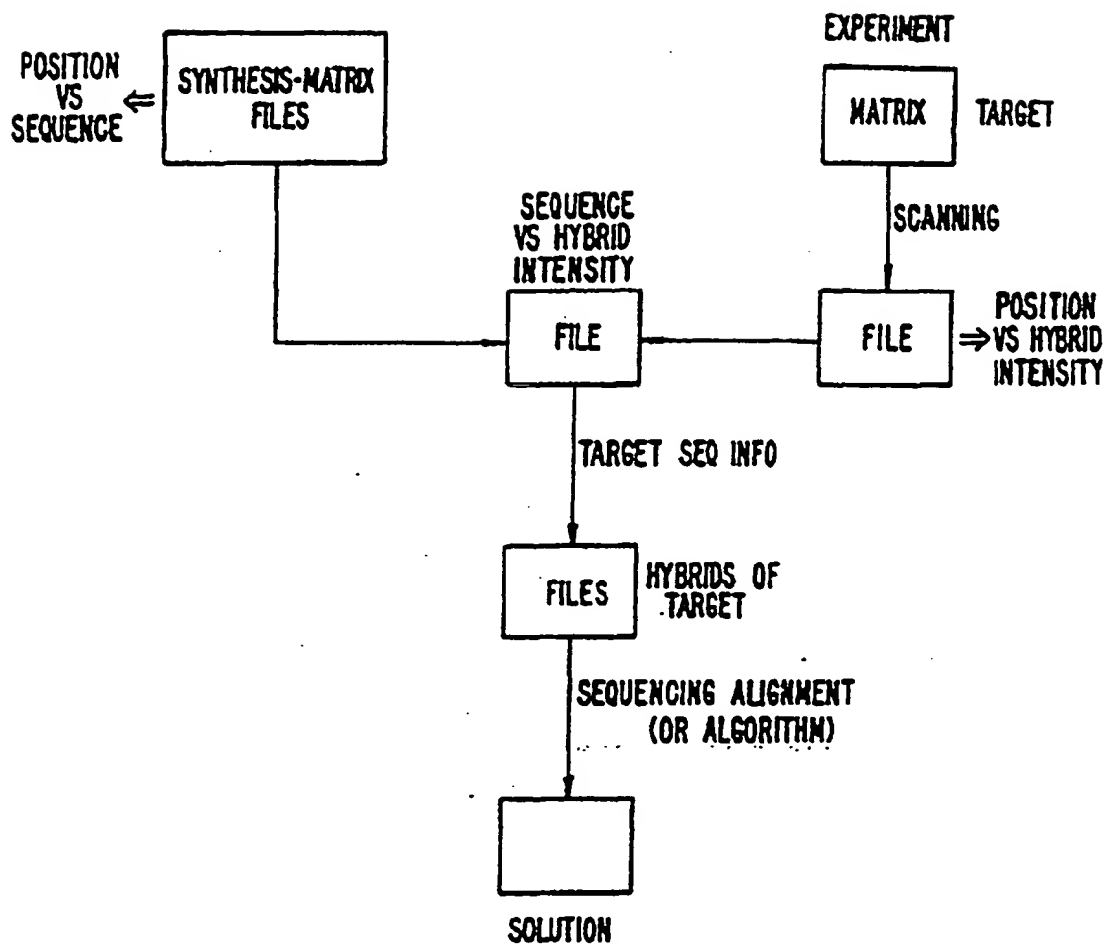 POSITION
VS
SEQUENCE
SYNTHESIS-MATRIX
FILES
EXPERIMENT
MATRIX
TARGET
SCANNING
SEQUENCE
VS HYBRID
INTENSITY
FILE
FILE
POSITION
VS HYBRID
INTENSITY
TARGET SEQ INFO
FILES
HYBRIDS OF
TARGET
SEQUENCING ALIGNMENT
(OR ALGORITHM)
SOLUTION